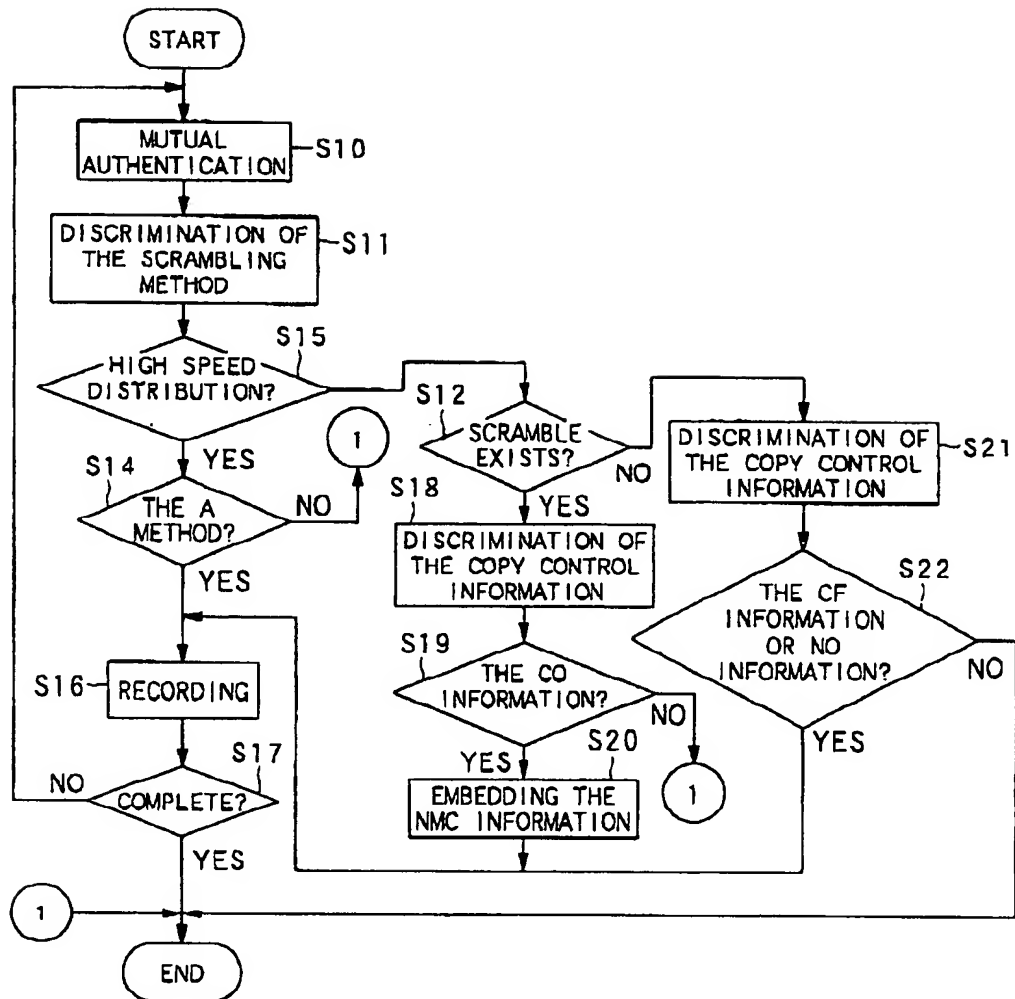 START
MUTUAL
AUTHENTICATION
S10
DISCRIMINATION OF
THE SCRAMBLING
METHOD
S11
HIGH SPEED
DISTRIBUTION?
S15
YES
S14
THE A
METHOD?
NO
1
YES
S16
RECORDING
S17
COMPLETE?
NO
YES
1
END
S12
SCRAMBLE
EXISTS?
NO
YES
S18
DISCRIMINATION OF
THE COPY CONTROL
INFORMATION
S19
THE CO
INFORMATION?
NO
1
YES
S20
EMBEDDING THE
NMC INFORMATION
DISCRIMINATION OF
THE COPY CONTROL
INFORMATION
S21
S22
THE CF
INFORMATION
OR NO
INFORMATION?
NO
YES